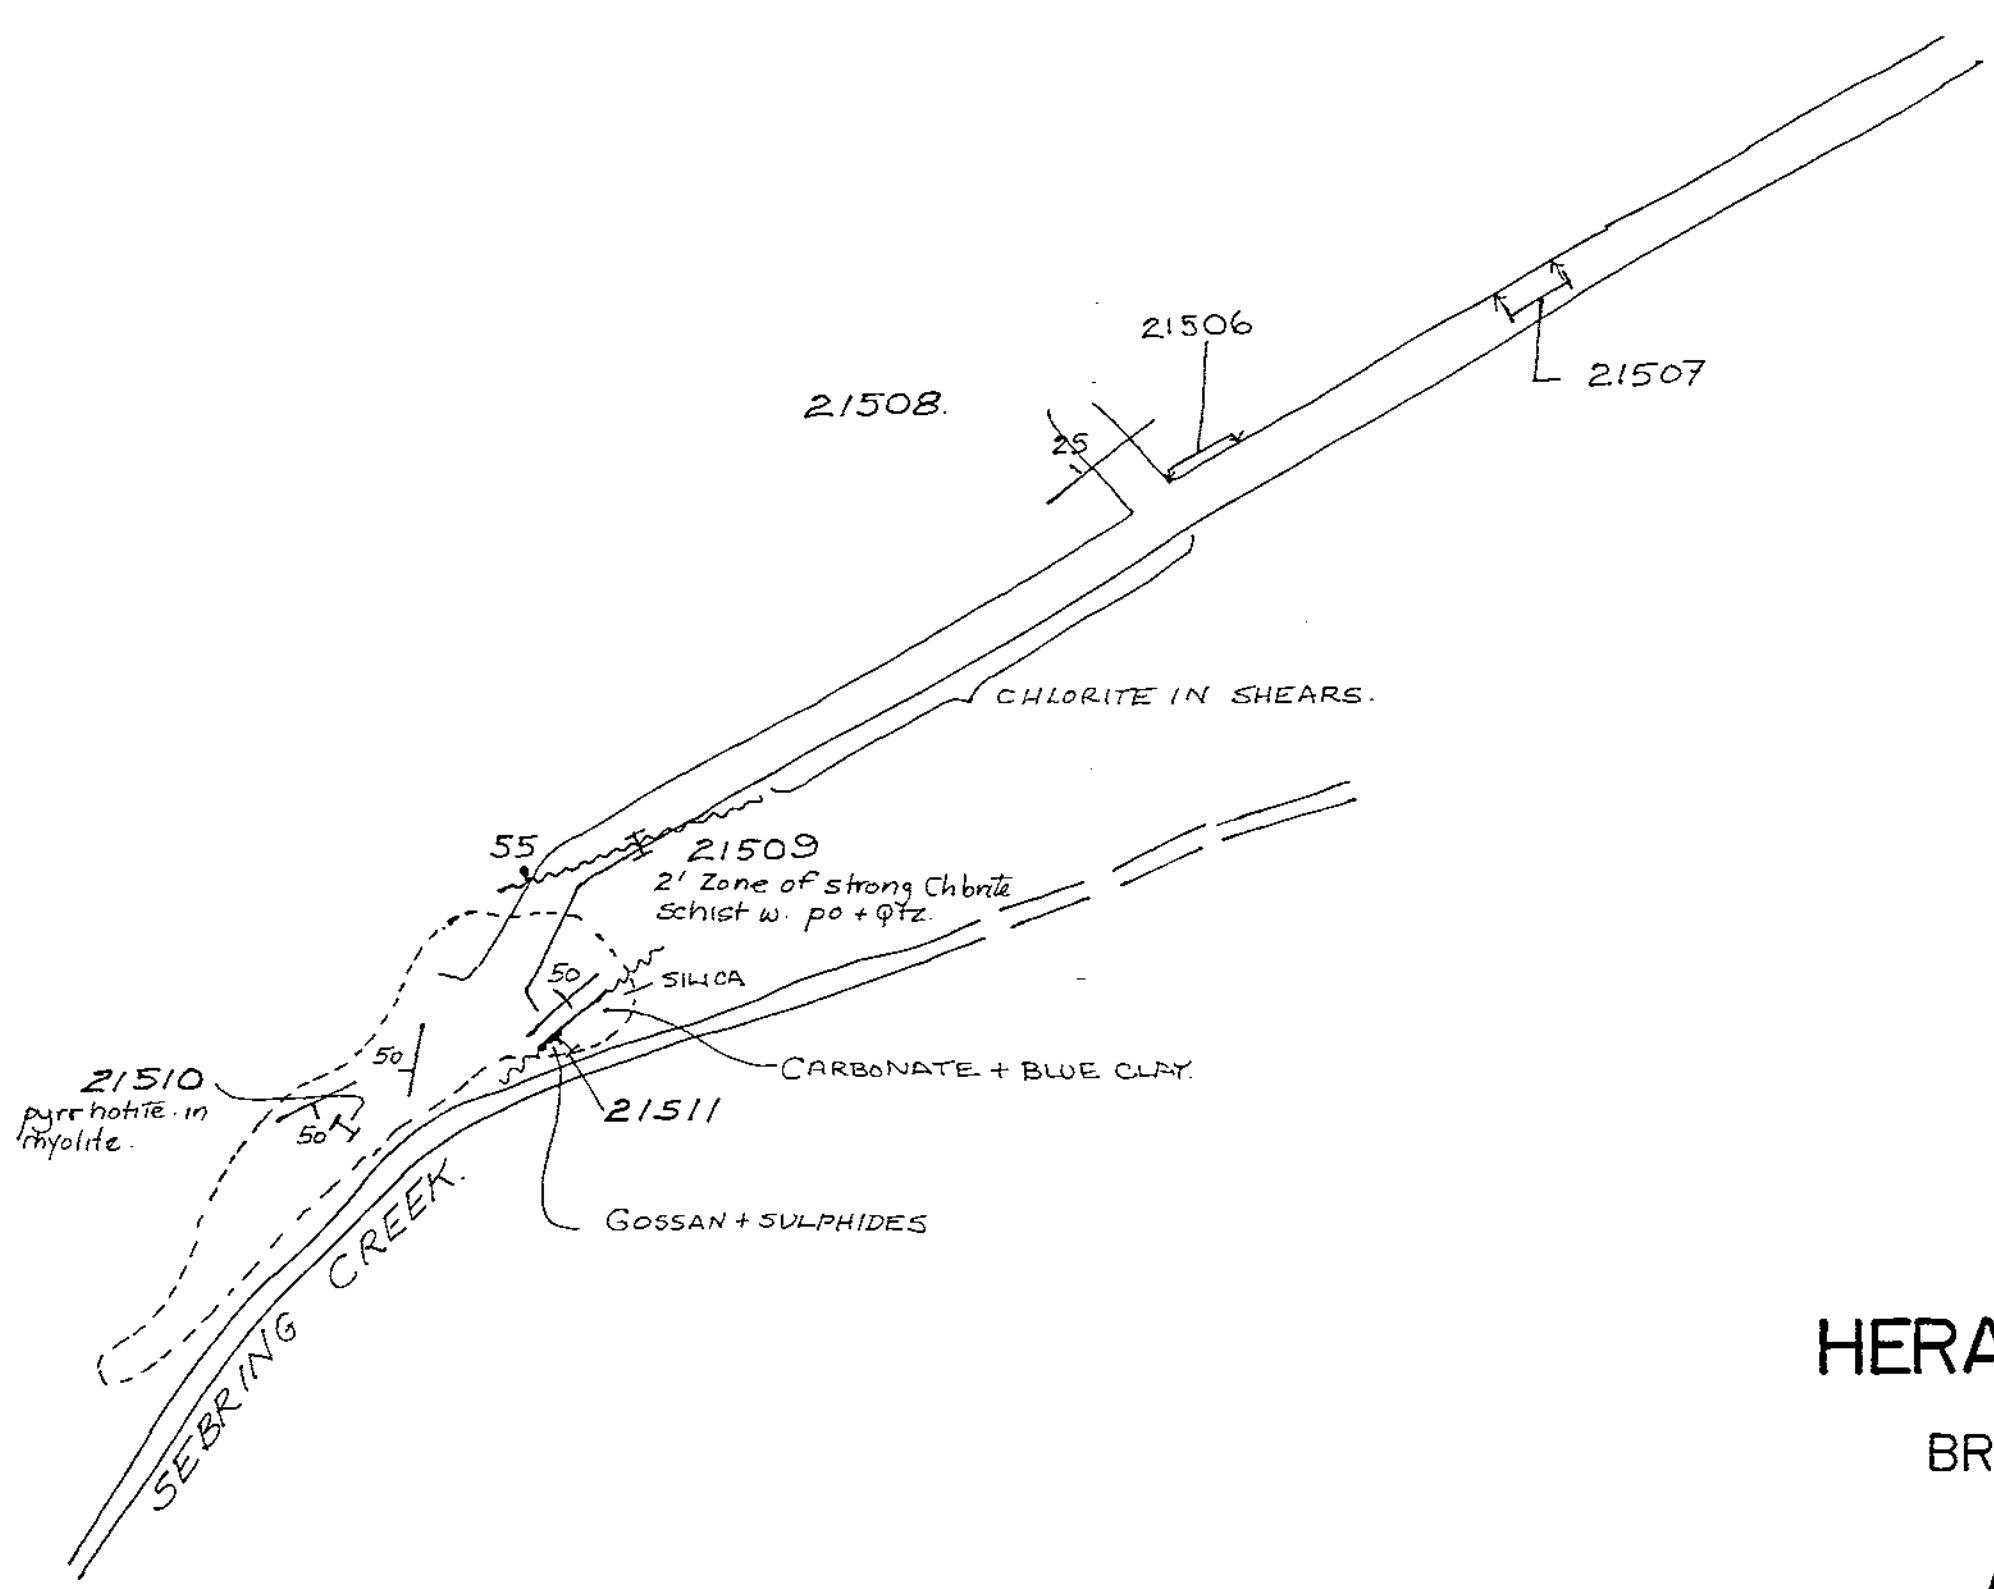 21506
21507
21508.
25
CHLORITE IN SHEARS.
55
21509
2' Zone of strong Chlorite
schist w. po + Qtz.
50
SILICA
50
CARBONATE + BLUE CLAY.
21510
pyrrhotite in
rhyolite.
50
21511
GOSSAN + SULPHIDES
SEBRING CREEK.
HERA
BR